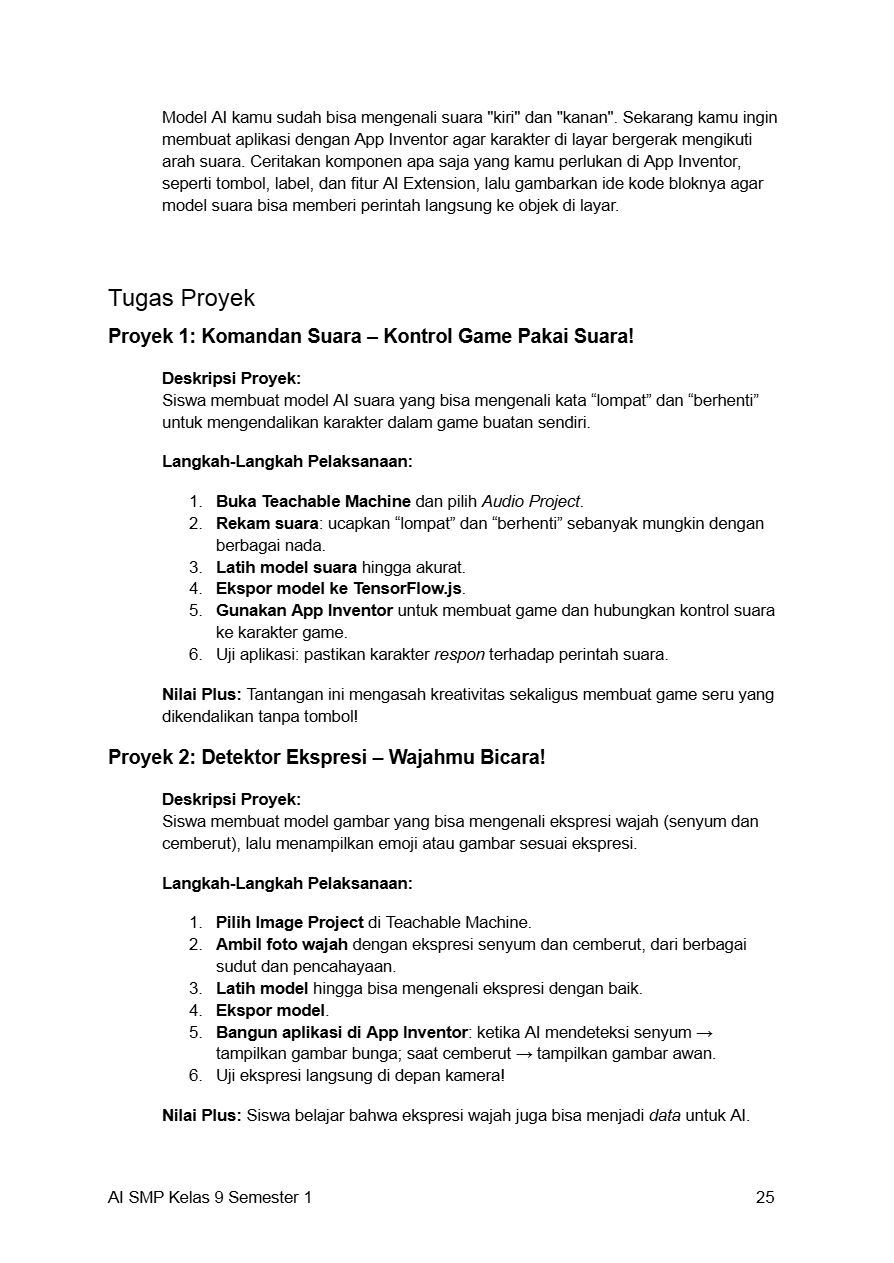 Model AI kamu sudah bisa mengenali suara "kiri" dan "kanan". Sekarang kamu ingin
membuat aplikasi dengan App Inventor agar karakter di layar bergerak mengikuti
arah suara. Ceritakan komponen apa saja yang kamu perlukan di App Inventor,
seperti tombol, label, dan fitur AI Extension, lalu gambarkan ide kode bloknya agar
model suara bisa memberi perintah langsung ke objek di layar.
Tugas Proyek
Proyek 1: Komandan Suara – Kontrol Game Pakai Suara!
Deskripsi Proyek:
Siswa membuat model AI suara yang bisa mengenali kata “lompat” dan “berhenti”
untuk mengendalikan karakter dalam game buatan sendiri.
Langkah-Langkah Pelaksanaan:
1. Buka Teachable Machine dan pilih Audio Project.
2. Rekam suara: ucapkan “lompat” dan “berhenti” sebanyak mungkin dengan
berbagai nada.
3. Latih model suara hingga akurat.
4. Ekspor model ke TensorFlow.js.
5. Gunakan App Inventor untuk membuat game dan hubungkan kontrol suara
ke karakter game.
6. Uji aplikasi: pastikan karakter respon terhadap perintah suara.
Nilai Plus: Tantangan ini mengasah kreativitas sekaligus membuat game seru yang
dikendalikan tanpa tombol!
Proyek 2: Detektor Ekspresi – Wajahmu Bicara!
Deskripsi Proyek:
Siswa membuat model gambar yang bisa mengenali ekspresi wajah (senyum dan
cemberut), lalu menampilkan emoji atau gambar sesuai ekspresi.
Langkah-Langkah Pelaksanaan:
1. Pilih Image Project di Teachable Machine.
2. Ambil foto wajah dengan ekspresi senyum dan cemberut, dari berbagai
sudut dan pencahayaan.
3. Latih model hingga bisa mengenali ekspresi dengan baik.
4. Ekspor model.
5. Bangun aplikasi di App Inventor: ketika AI mendeteksi senyum →
tampilkan gambar bunga; saat cemberut → tampilkan gambar awan.
6. Uji ekspresi langsung di depan kamera!
Nilai Plus: Siswa belajar bahwa ekspresi wajah juga bisa menjadi data untuk AI.
AI SMP Kelas 9 Semester 1 25